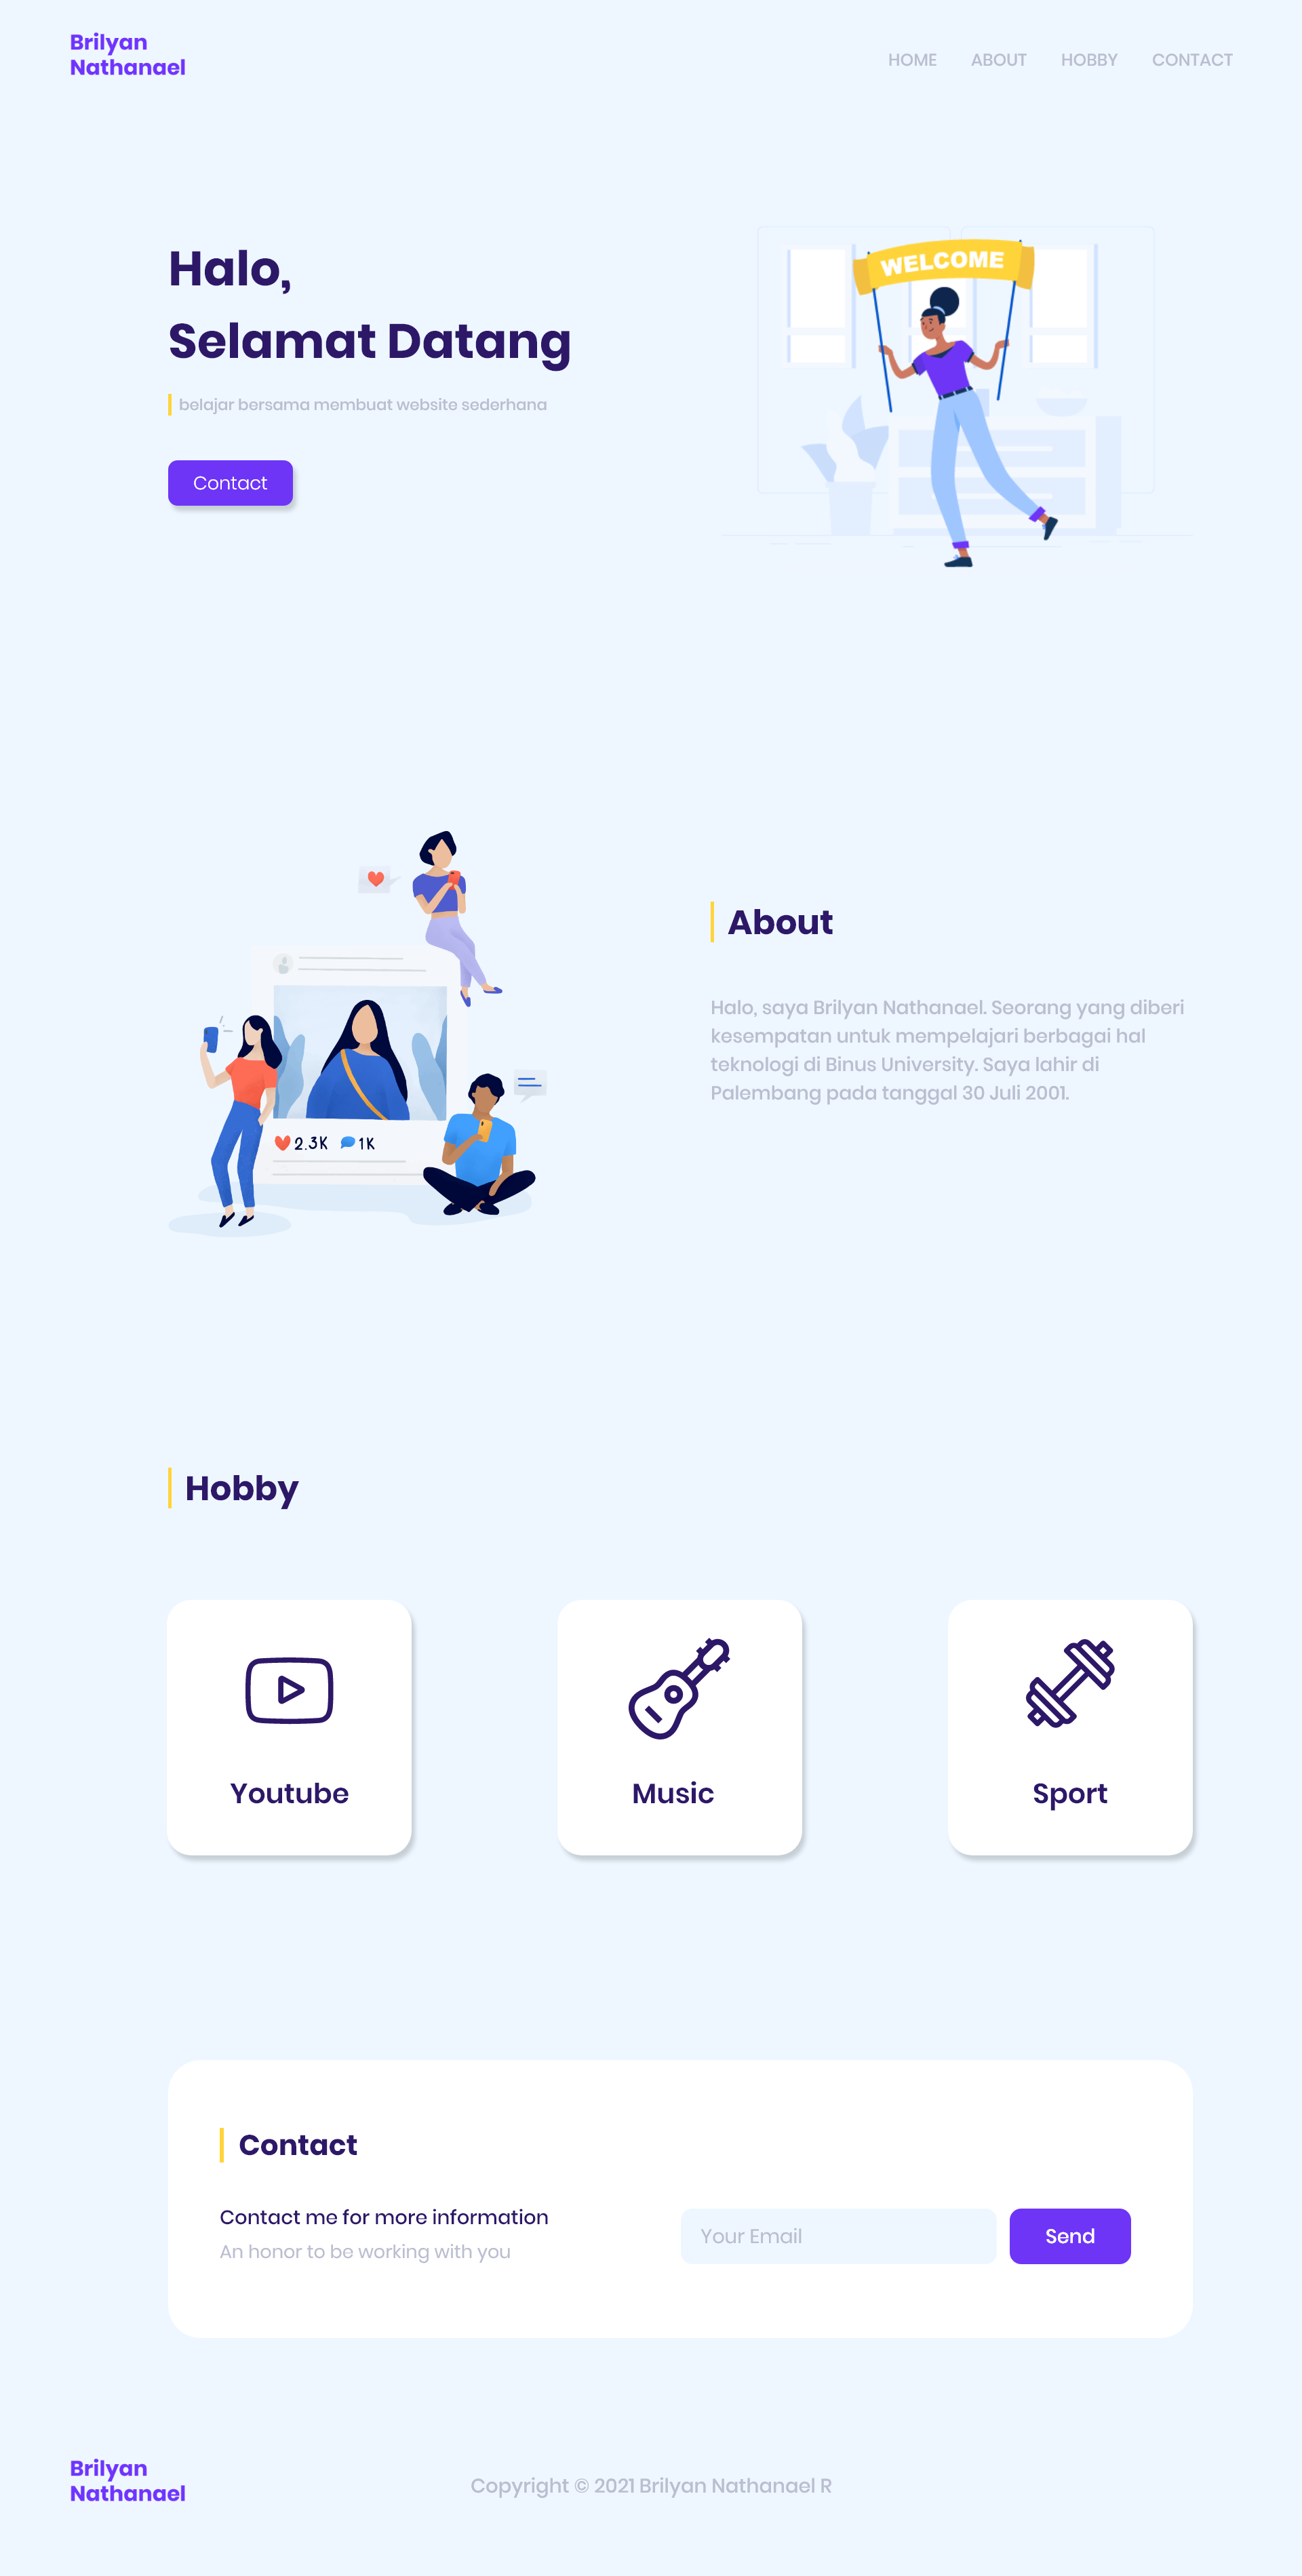 Brilyan
Nathanael
HOME ABOUT HOBBY CONTACT
Halo,
Selamat Datang
belajar bersama membuat website sederhana
Contact
WELCOME
2.3K 1K
About
Halo, saya Brilyan Nathanael. Seorang yang diberi
kesempatan untuk mempelajari berbagai hal
teknologi di Binus University. Saya lahir di
Palembang pada tanggal 30 Juli 2001.
Hobby
Youtube
Music
Sport
Contact
Contact me for more information
An honor to be working with you
Your Email
Send
Brilyan
Nathanael
Copyright © 2021 Brilyan Nathanael R